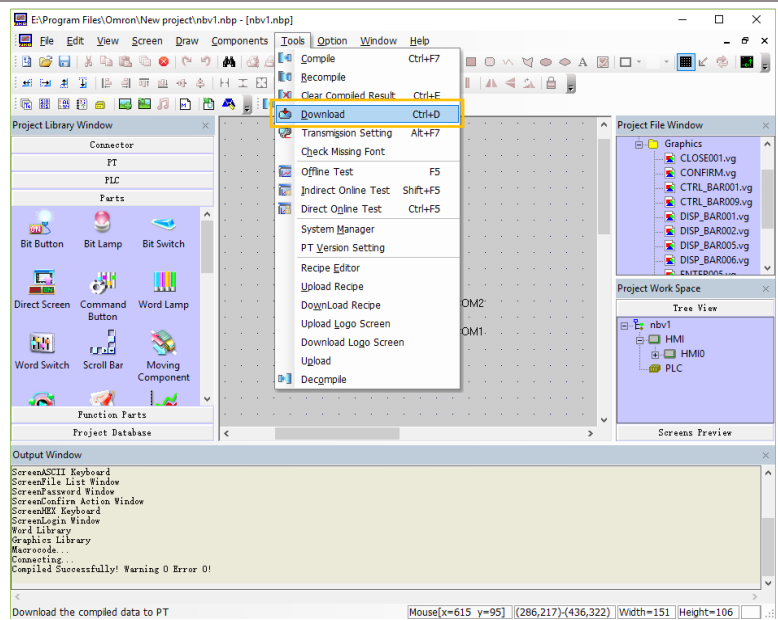 E:\Program Files\Omron\New project\nbv1.nbp - [nbv1.nbp]
File Edit View Screen Draw Components Tools Option Window Help
Compile Ctrl+F7
Recompile
Clear Compiled Result Ctrl+E
Download Ctrl+D
Transmission Setting Alt+F7
Check Missing Font
Offline Test F5
Indirect Online Test Shift+F5
Direct Online Test Ctrl+F5
System Manager
PT Version Setting
Recipe Editor
Upload Recipe
DownLoad Recipe
Upload Logo Screen
Download Logo Screen
Upload
Decompile
Project Library Window
Connector
PT
PLC
Parts
Bit Button Bit Lamp Bit Switch
Direct Screen Command Button Word Lamp
Word Switch Scroll Bar Moving Component
Function Parts
Project Database
OM2
OM1
Project File Window
Graphics
CLOSE001.vg
CONFIRM.vg
CTRL_BAR001.vg
CTRL_BAR009.vg
DISP_BAR001.vg
DISP_BAR002.vg
DISP_BAR005.vg
DISP_BAR006.vg
ENTER005.vg
Project Work Space
Tree View
nbv1
HMI
HMI0
PLC
Screens Preview
Output Window
ScreenASCII Keyboard
ScreenFile List Window
ScreenPassword Window
ScreenConfirm Action Window
ScreenHEX Keyboard
ScreenLogin Window
Word Library
Graphics Library
Macrocode...
Connecting...
Compiled Successfully! Warning 0 Error 0!
Download the compiled data to PT
Mouse[x=615 y=95] (286,217)-(436,322) Width=151 Height=106